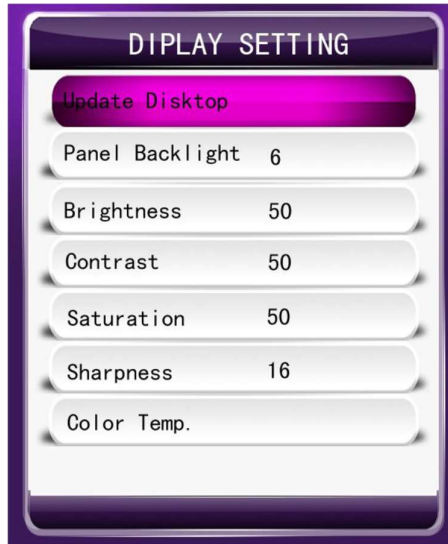 DIPLAY SETTING
Update Disktop
Panel Backlight 6
Brightness 50
Contrast 50
Saturation 50
Sharpness 16
Color Temp.